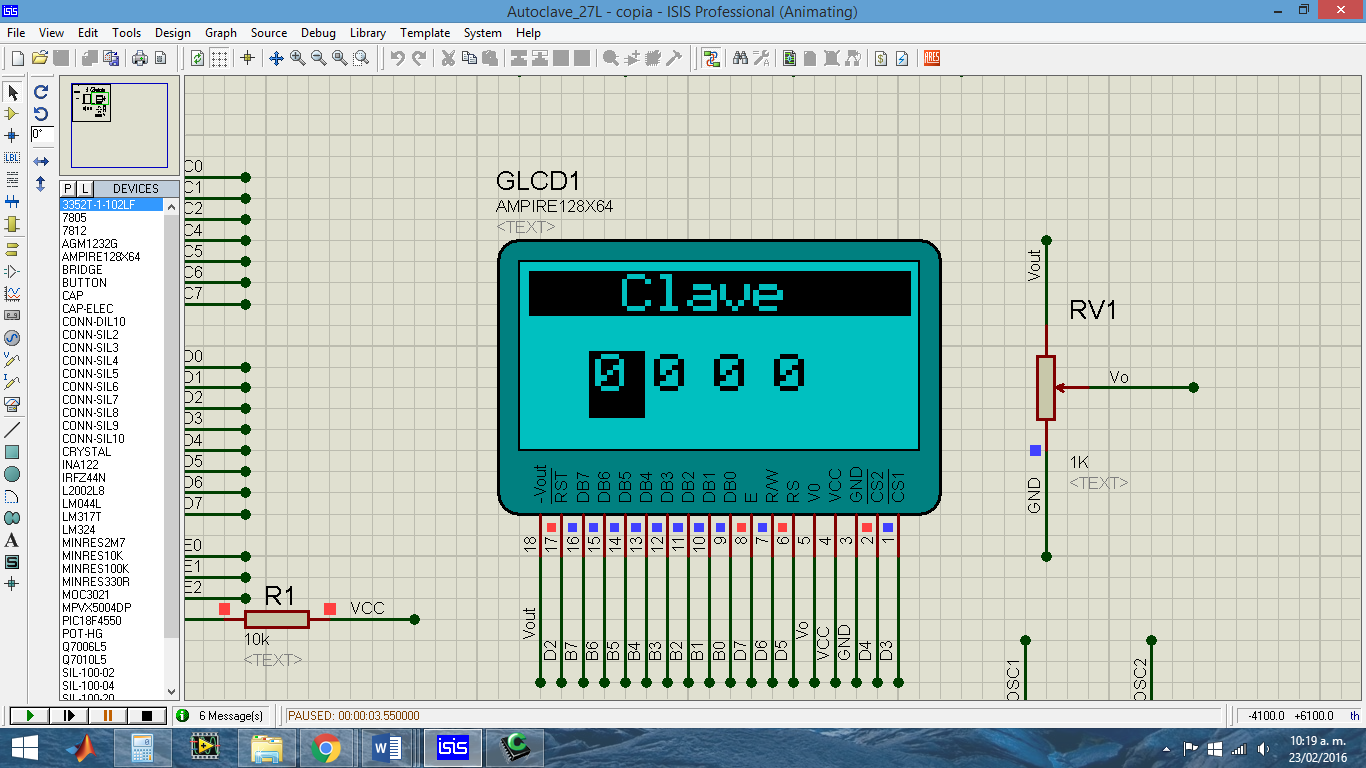 Autoclave_27L - copia - ISIS Professional (Animating)
File View Edit Tools Design Graph Source Debug Library Template System Help
LBL
0°
P L DEVICES
3352T-1-102LF
7805
7812
AGM1232G
AMPIRE128X64
BRIDGE
BUTTON
CAP
CAP-ELEC
CONN-DIL10
CONN-SIL2
CONN-SIL3
CONN-SIL4
CONN-SIL5
CONN-SIL6
CONN-SIL7
CONN-SIL8
CONN-SIL9
CONN-SIL10
CRYSTAL
INA122
IRFZ44N
L2002L8
LM044L
LM317T
LM324
MINRES2M7
MINRES10K
MINRES100K
MINRES330R
MOC3021
MPVX5004DP
PIC18F4550
POT-HG
Q7006L5
Q7010L5
SIL-100-02
SIL-100-04
SIL-100-20
C0
C1
C2
C4
C5
C6
C7
D0
D1
D2
D3
D4
D5
D6
D7
E0
E1
E2
R1
VCC
10k
<TEXT>
GLCD1
AMPIRE128X64
<TEXT>
Clave
0 0 0 0
-Vout RST DB7 DB6 DB5 DB4 DB3 DB2 DB1 DB0 E R/W RS V0 VCC GND CS2 CS1
18 17 16 15 14 13 12 11 10 9 8 7 6 5 4 3 2 1
Vout D2 B7 B6 B5 B4 B3 B2 B1 B0 D7 D6 D5 Vo VCC GND D4 D3
Vout
RV1
Vo
1K
<TEXT>
GND
OSC1
OSC2
6 Message(s)
PAUSED: 00:00:03.550000
-4100.0 +6100.0 th
ARES
isis
10:19 a. m.
23/02/2016